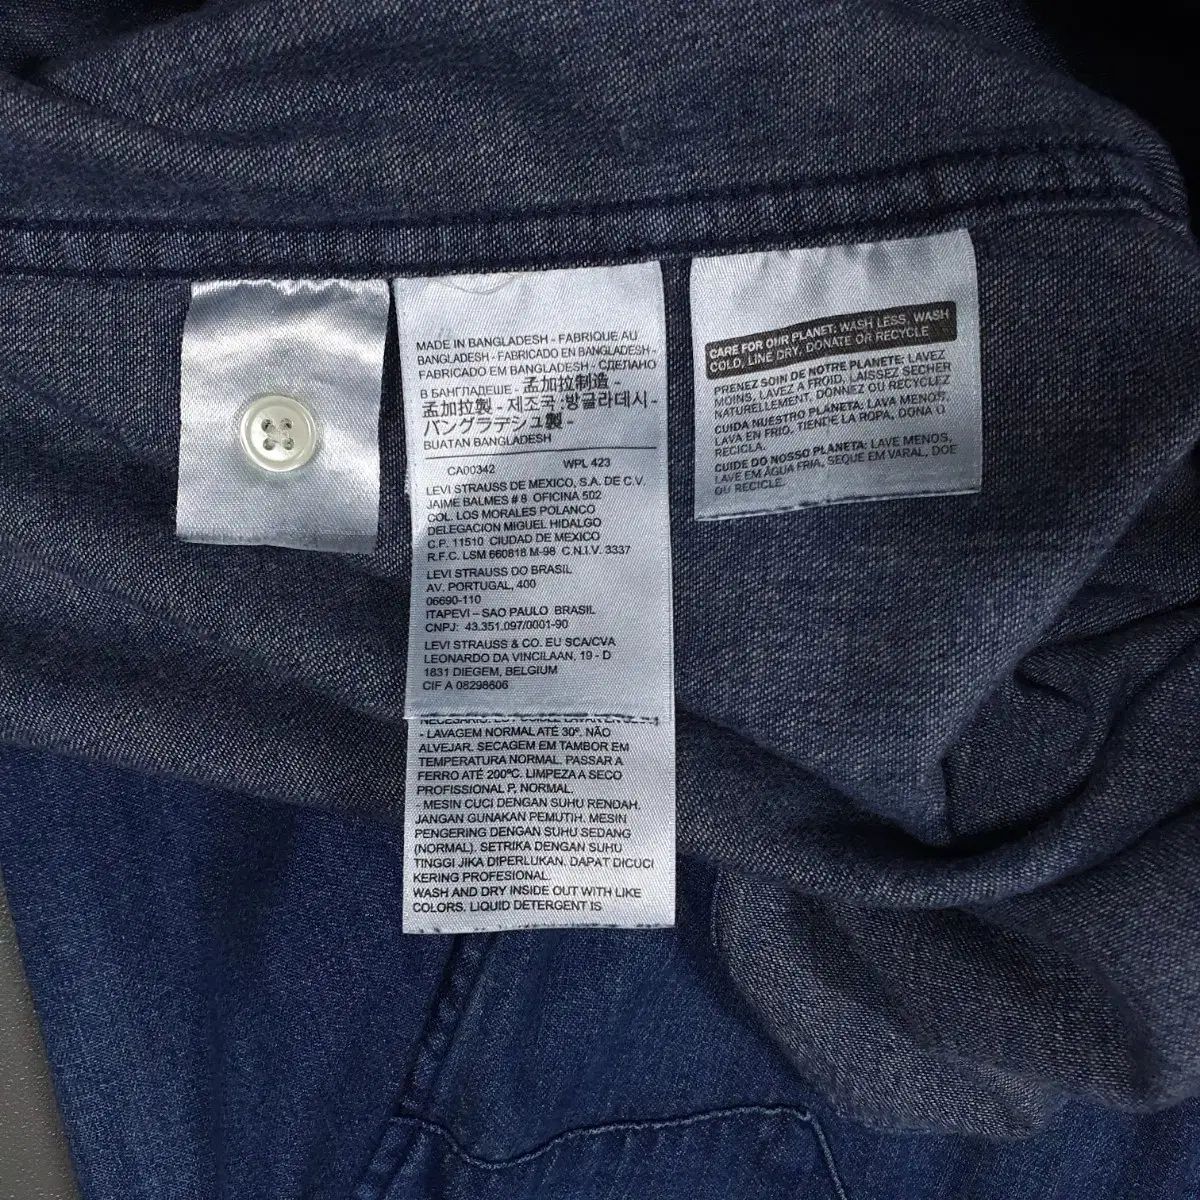 MADE IN BANGLADESH - FABRIQUE AU
BANGLADESH - FABRICADO EN BANGLADESH -
FABRICADO EM BANGLADESH - СДЕЛАНО
В БАНГЛАДЕШЕ - 孟加拉制造 -
孟加拉製 - 제조국 :방글라데시 -
バングラデシュ製 -
BUATAN BANGLADESH
CA00342 WPL 423
LEVI STRAUSS DE MEXICO, S.A. DE C.V.
JAIME BALMES # 8 OFICINA 502
COL. LOS MORALES POLANCO
DELEGACION MIGUEL HIDALGO
C.P. 11510 CIUDAD DE MEXICO
R.F.C. LSM 660818 M-98 C.N.I.V. 3337
LEVI STRAUSS DO BRASIL
AV. PORTUGAL, 400
06690-110
ITAPEVI – SAO PAULO BRASIL
CNPJ: 43.351.097/0001-90
LEVI STRAUSS & CO. EU SCA/CVA
LEONARDO DA VINCILAAN, 19 - D
1831 DIEGEM, BELGIUM
CIF A 08298806
- LAVAGEM NORMAL ATÉ 30º. NÃO
ALVEJAR. SECAGEM EM TAMBOR EM
TEMPERATURA NORMAL. PASSAR A
FERRO ATÉ 200ºC. LIMPEZA A SECO
PROFISSIONAL P, NORMAL.
- MESIN CUCI DENGAN SUHU RENDAH.
JANGAN GUNAKAN PEMUTIH. MESIN
PENGERING DENGAN SUHU SEDANG
(NORMAL). SETRIKA DENGAN SUHU
TINGGI JIKA DIPERLUKAN. DAPAT DICUCI
KERING PROFESIONAL.
WASH AND DRY INSIDE OUT WITH LIKE
COLORS. LIQUID DETERGENT IS
CARE FOR OUR PLANET: WASH LESS, WASH
COLD, LINE DRY, DONATE OR RECYCLE
PRENEZ SOIN DE NOTRE PLANETE: LAVEZ
MOINS, LAVEZ A FROID, LAISSEZ SECHER
NATURELLEMENT, DONNEZ OU RECYCLEZ
CUIDA NUESTRO PLANETA: LAVA MENOS,
LAVA EN FRIO, TIENDE LA ROPA, DONA O
RECICLA.
CUIDE DO NOSSO PLANETA: LAVE MENOS,
LAVE EM ÁGUA FRIA, SEQUE EM VARAL, DOE
OU RECICLE.